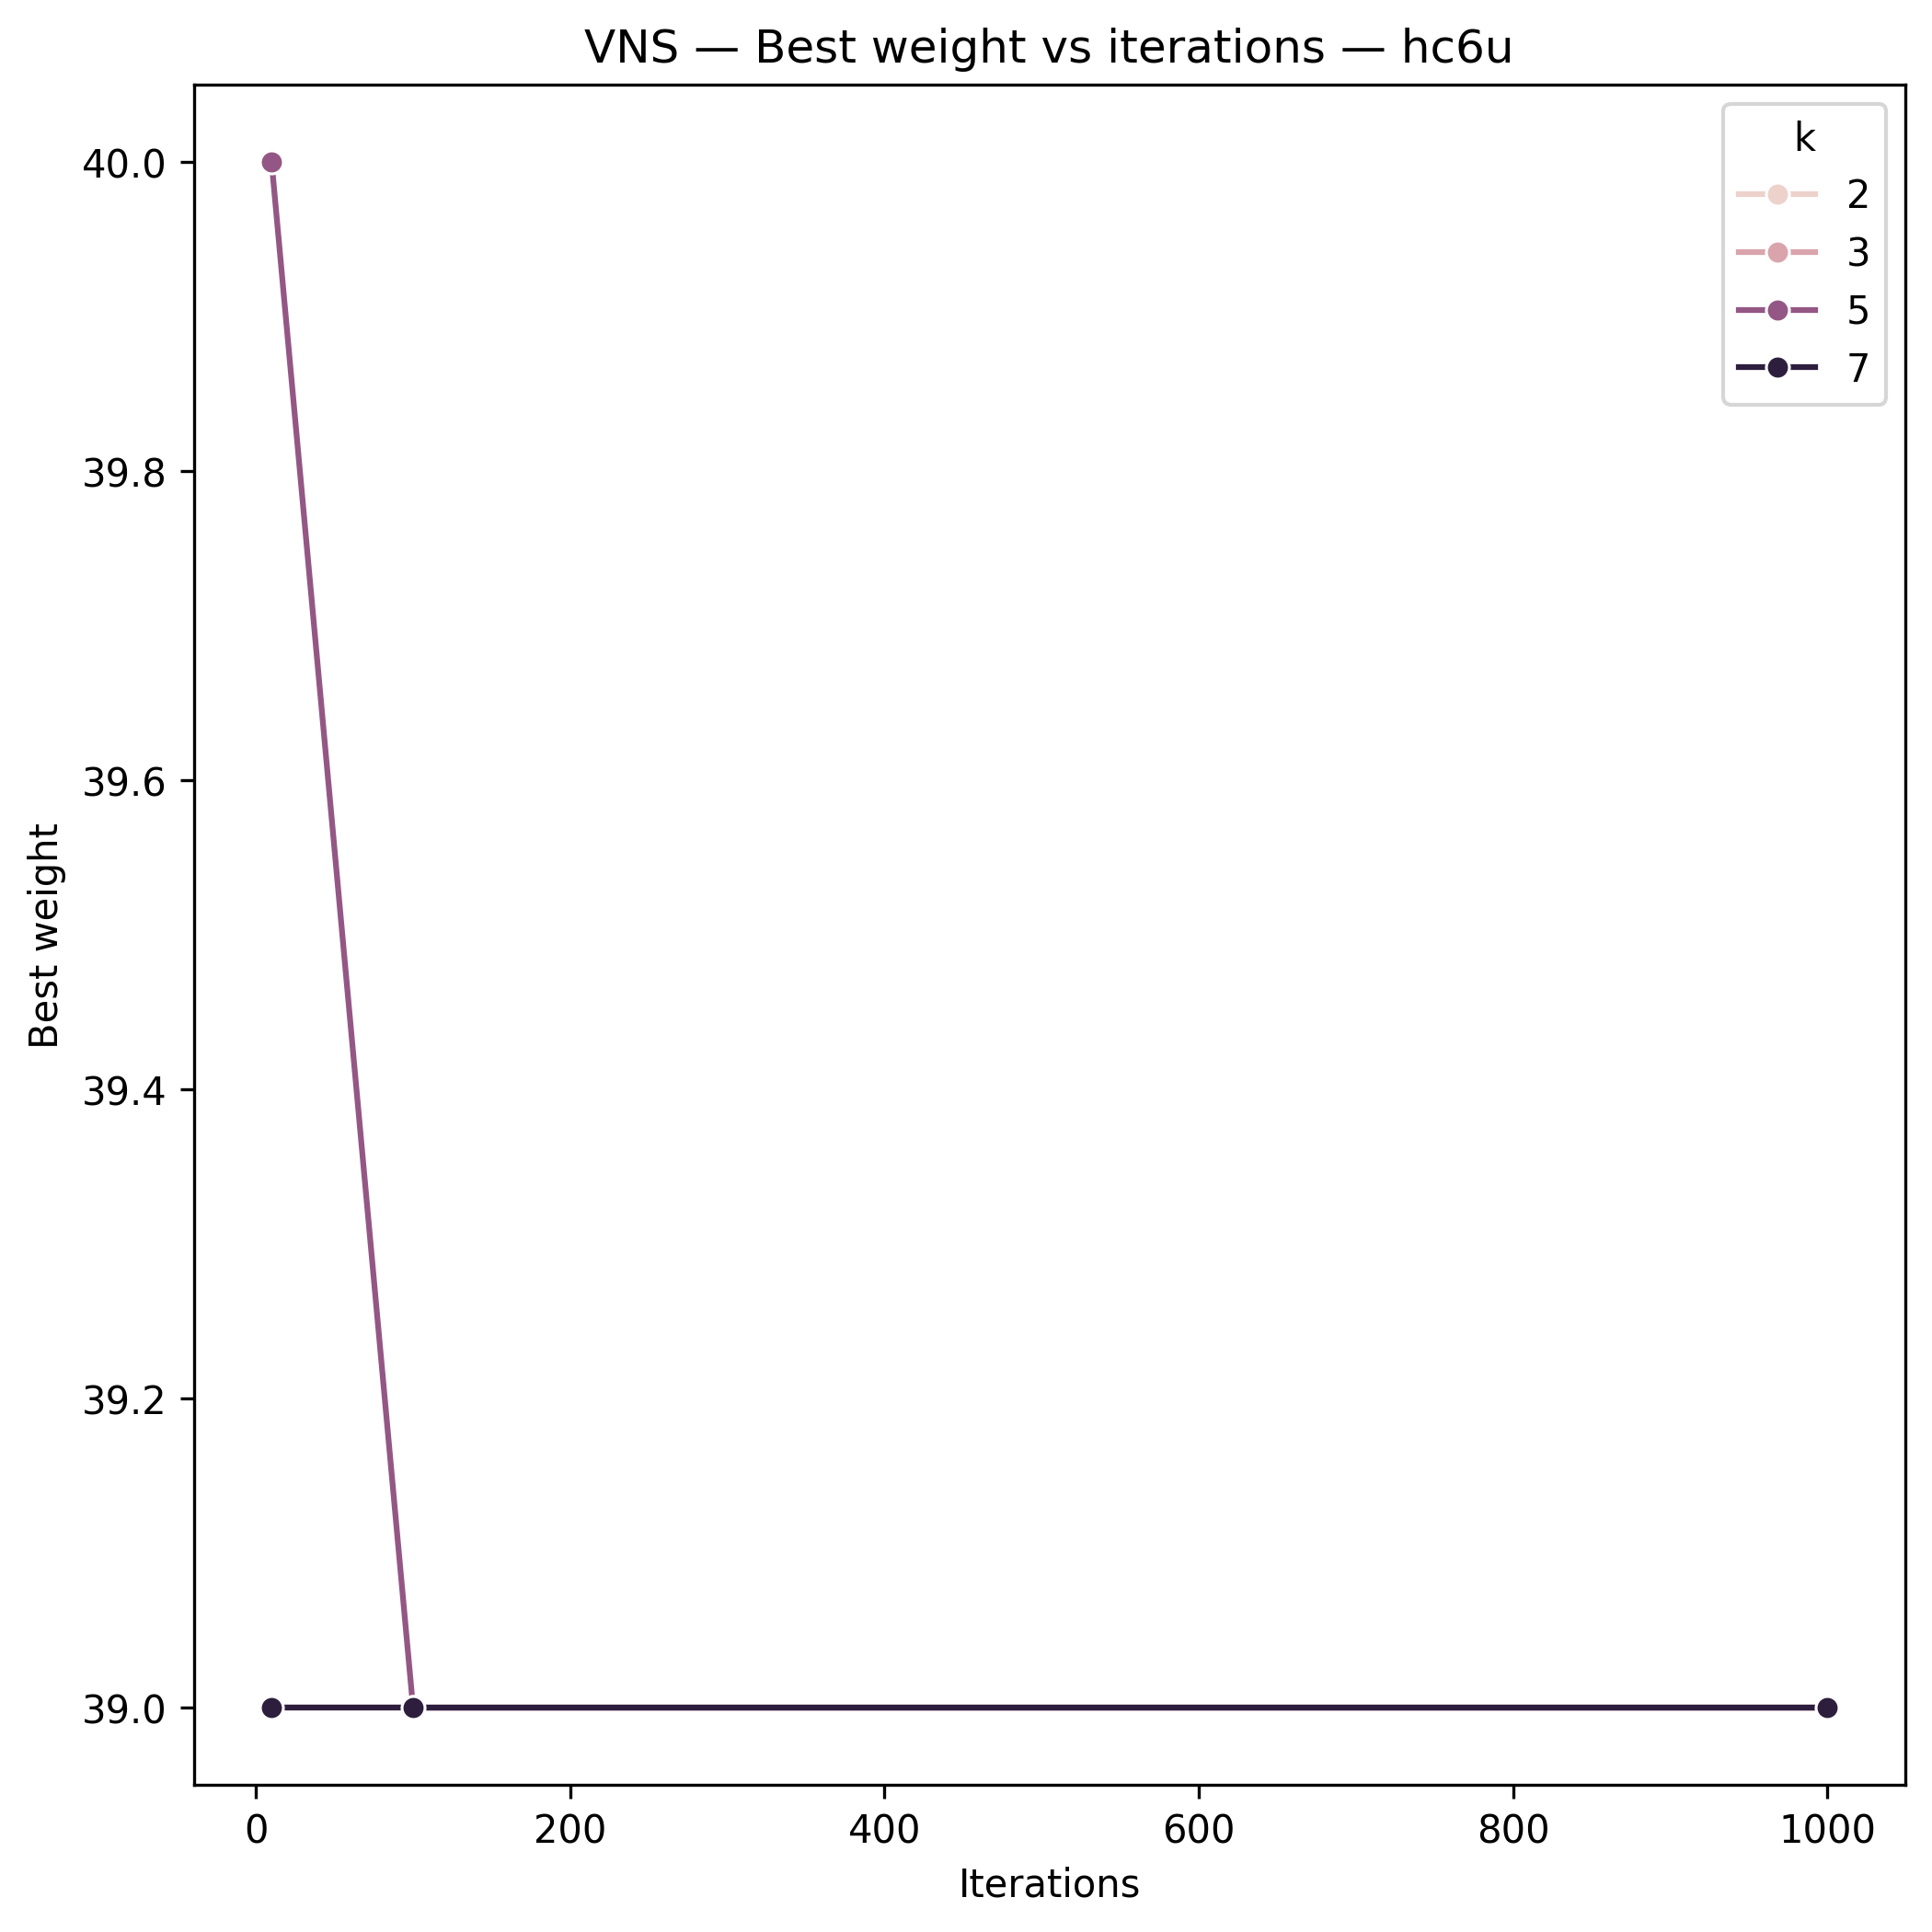 VNS — Best weight vs iterations — hc6u
k
2
3
5
7
40.0
39.8
39.6
39.4
39.2
39.0
Best weight
0 200 400 600 800 1000
Iterations